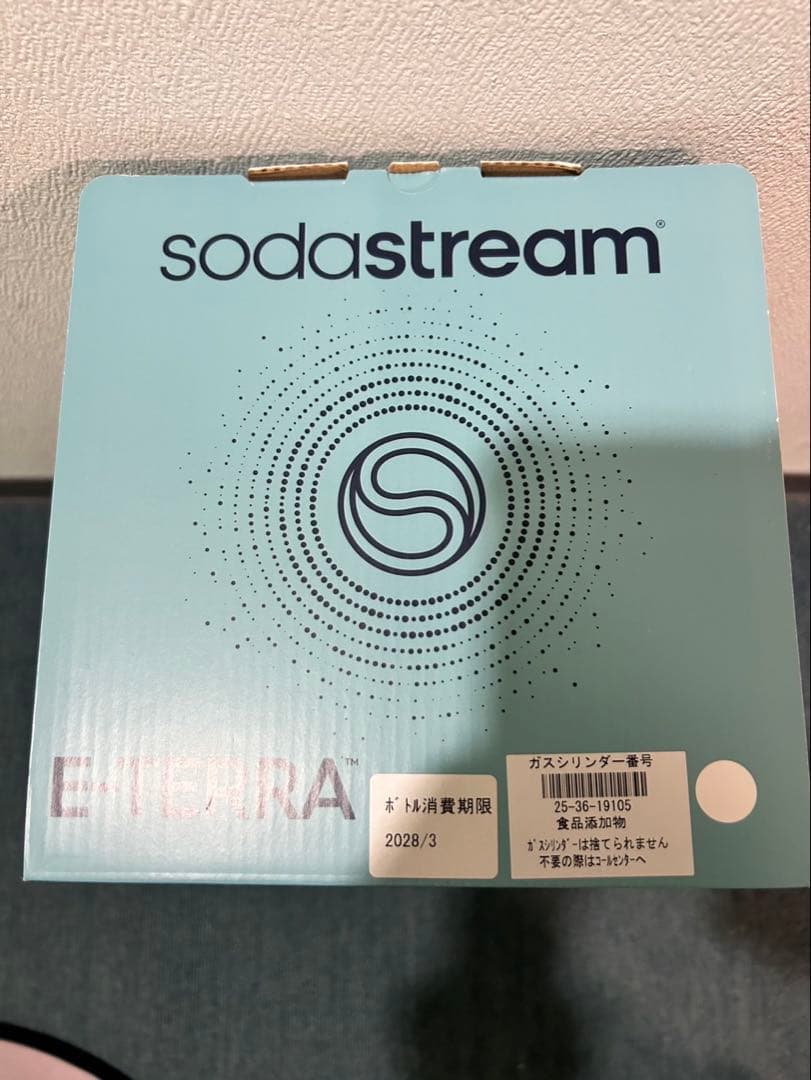 sodastream®
E-TERRA™
ﾎﾞﾄﾙ消費期限
2028/3
ガスシリンダー番号
25-36-19105
食品添加物
ｶﾞｽｼﾘﾝﾀﾞｰは捨てられません
不要の際はｺｰﾙｾﾝﾀｰへ